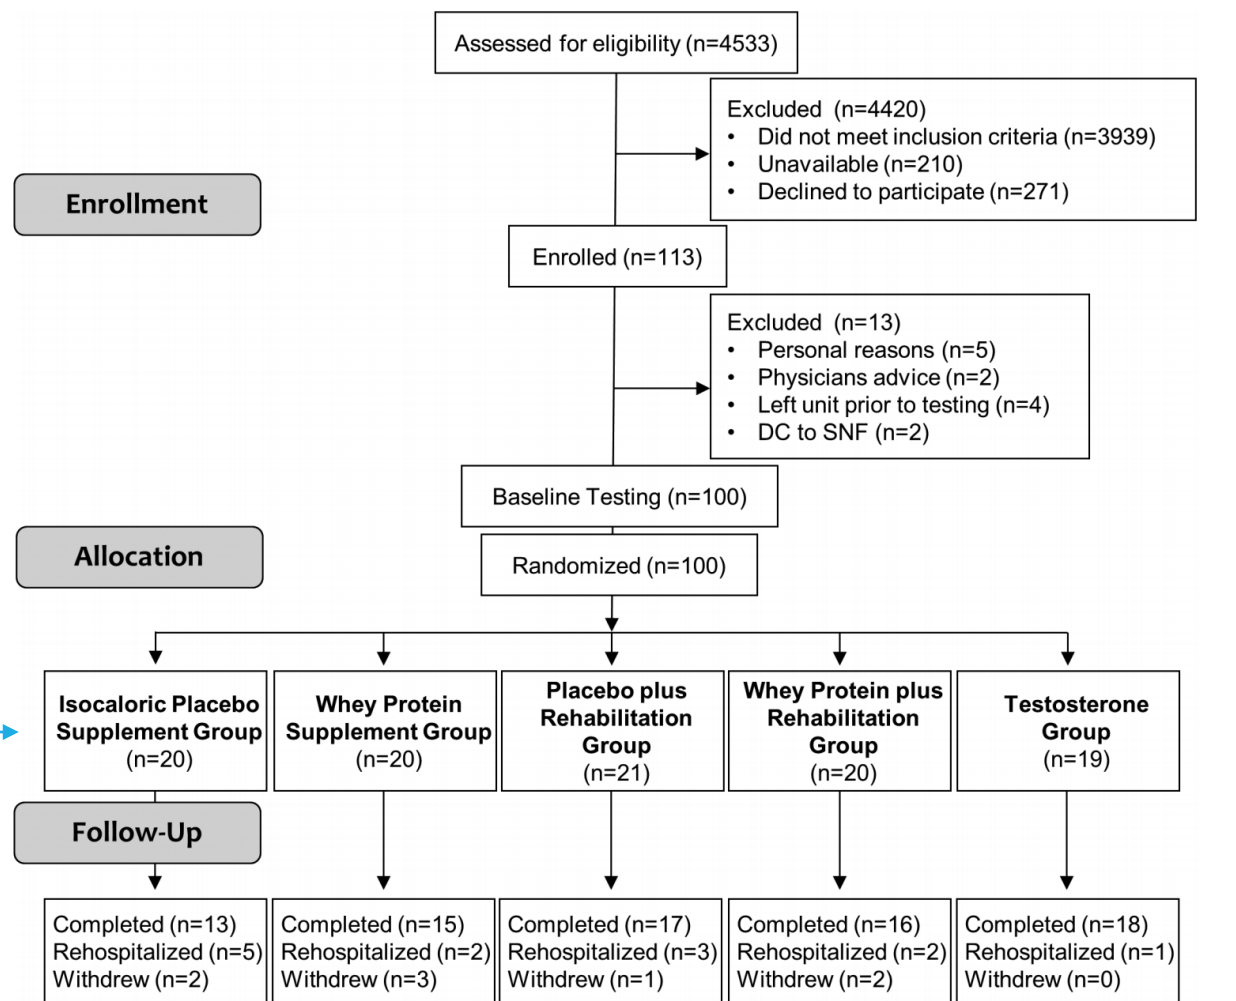 Assessed for eligibility (n=4533)
Excluded (n=4420)
• Did not meet inclusion criteria (n=3939)
• Unavailable (n=210)
• Declined to participate (n=271)
Enrollment
Enrolled (n=113)
Excluded (n=13)
• Personal reasons (n=5)
• Physicians advice (n=2)
• Left unit prior to testing (n=4)
• DC to SNF (n=2)
Baseline Testing (n=100)
Allocation
Randomized (n=100)
Isocaloric Placebo
Supplement Group
(n=20)
Whey Protein
Supplement Group
(n=20)
Placebo plus
Rehabilitation
Group
(n=21)
Whey Protein plus
Rehabilitation
Group
(n=20)
Testosterone
Group
(n=19)
Follow-Up
Completed (n=13)
Rehospitalized (n=5)
Withdrew (n=2)
Completed (n=15)
Rehospitalized (n=2)
Withdrew (n=3)
Completed (n=17)
Rehospitalized (n=3)
Withdrew (n=1)
Completed (n=16)
Rehospitalized (n=2)
Withdrew (n=2)
Completed (n=18)
Rehospitalized (n=1)
Withdrew (n=0)